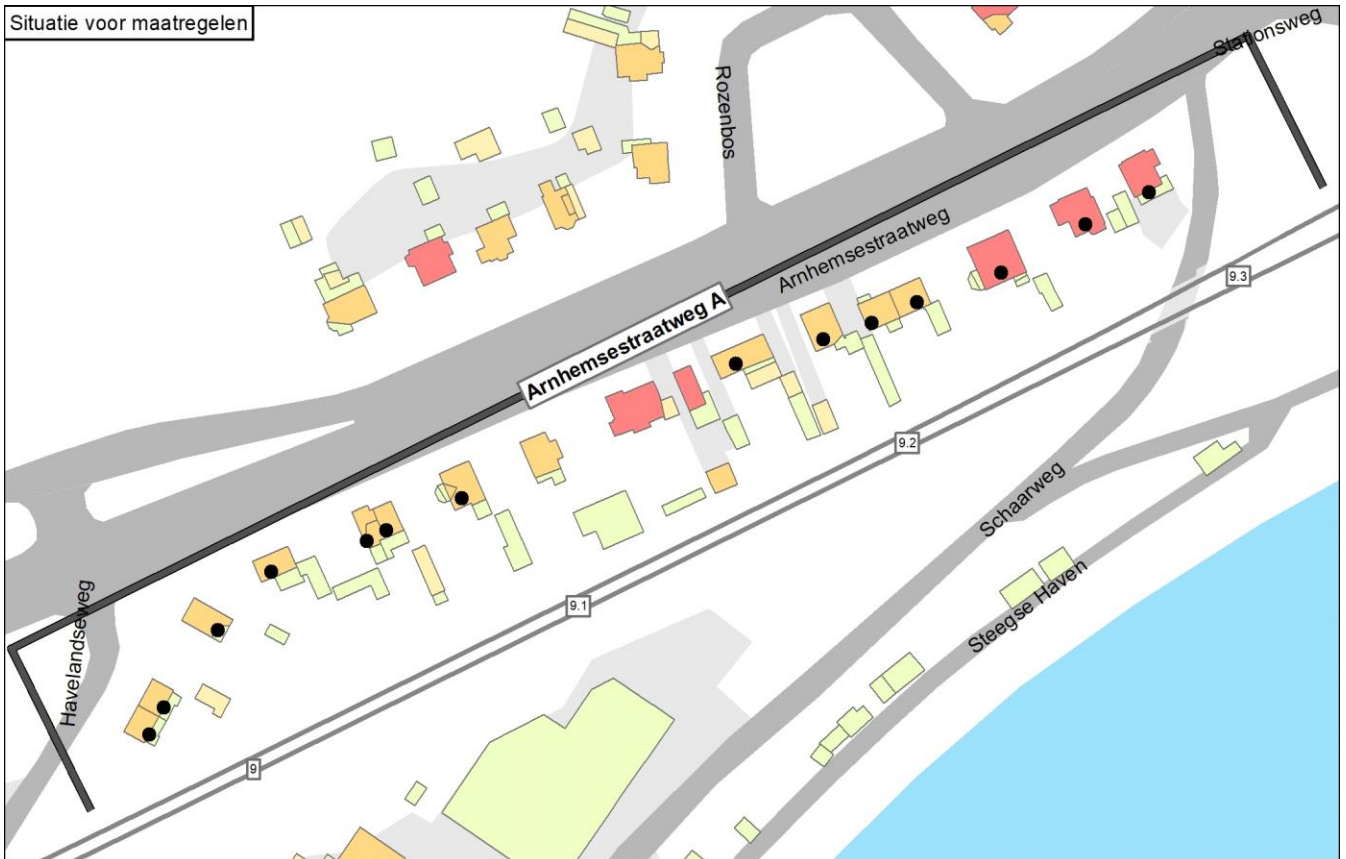 Situatie voor maatregelen
Stationsweg
Rozenbos
Arnhemsestraatweg
9.3
Arnhemsestraatweg A
9.2
Schaarweg
Havelandseweg
9.1
Steegse Haven
9